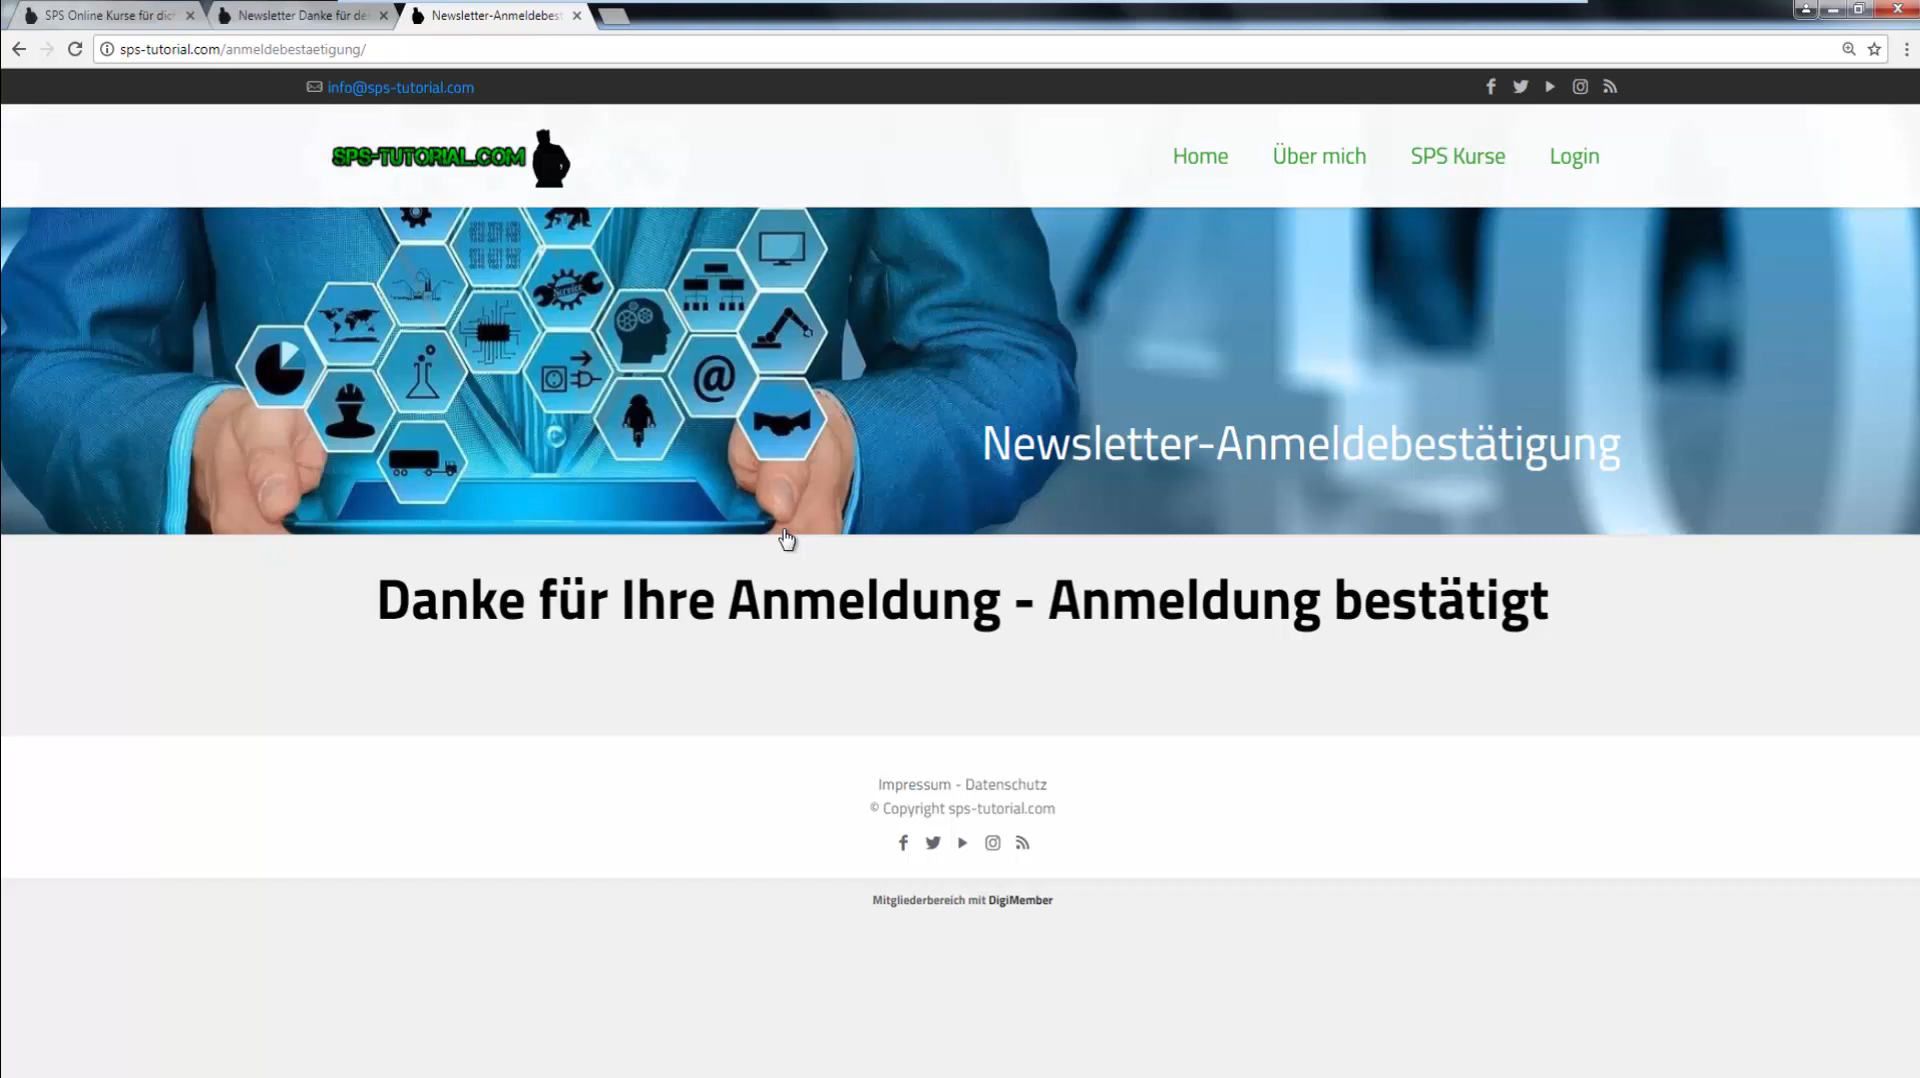 SPS Online Kurse für dic
Newsletter Danke für de
Newsletter-Anmeldebest
sps-tutorial.com/anmeldebestaetigung/
info@sps-tutorial.com
SPS-TUTORIAL.COM
Home
Über mich
SPS Kurse
Login
Service
@
Newsletter-Anmeldebestätigung
Danke für Ihre Anmeldung - Anmeldung bestätigt
Impressum - Datenschutz
© Copyright sps-tutorial.com
Mitgliederbereich mit DigiMember